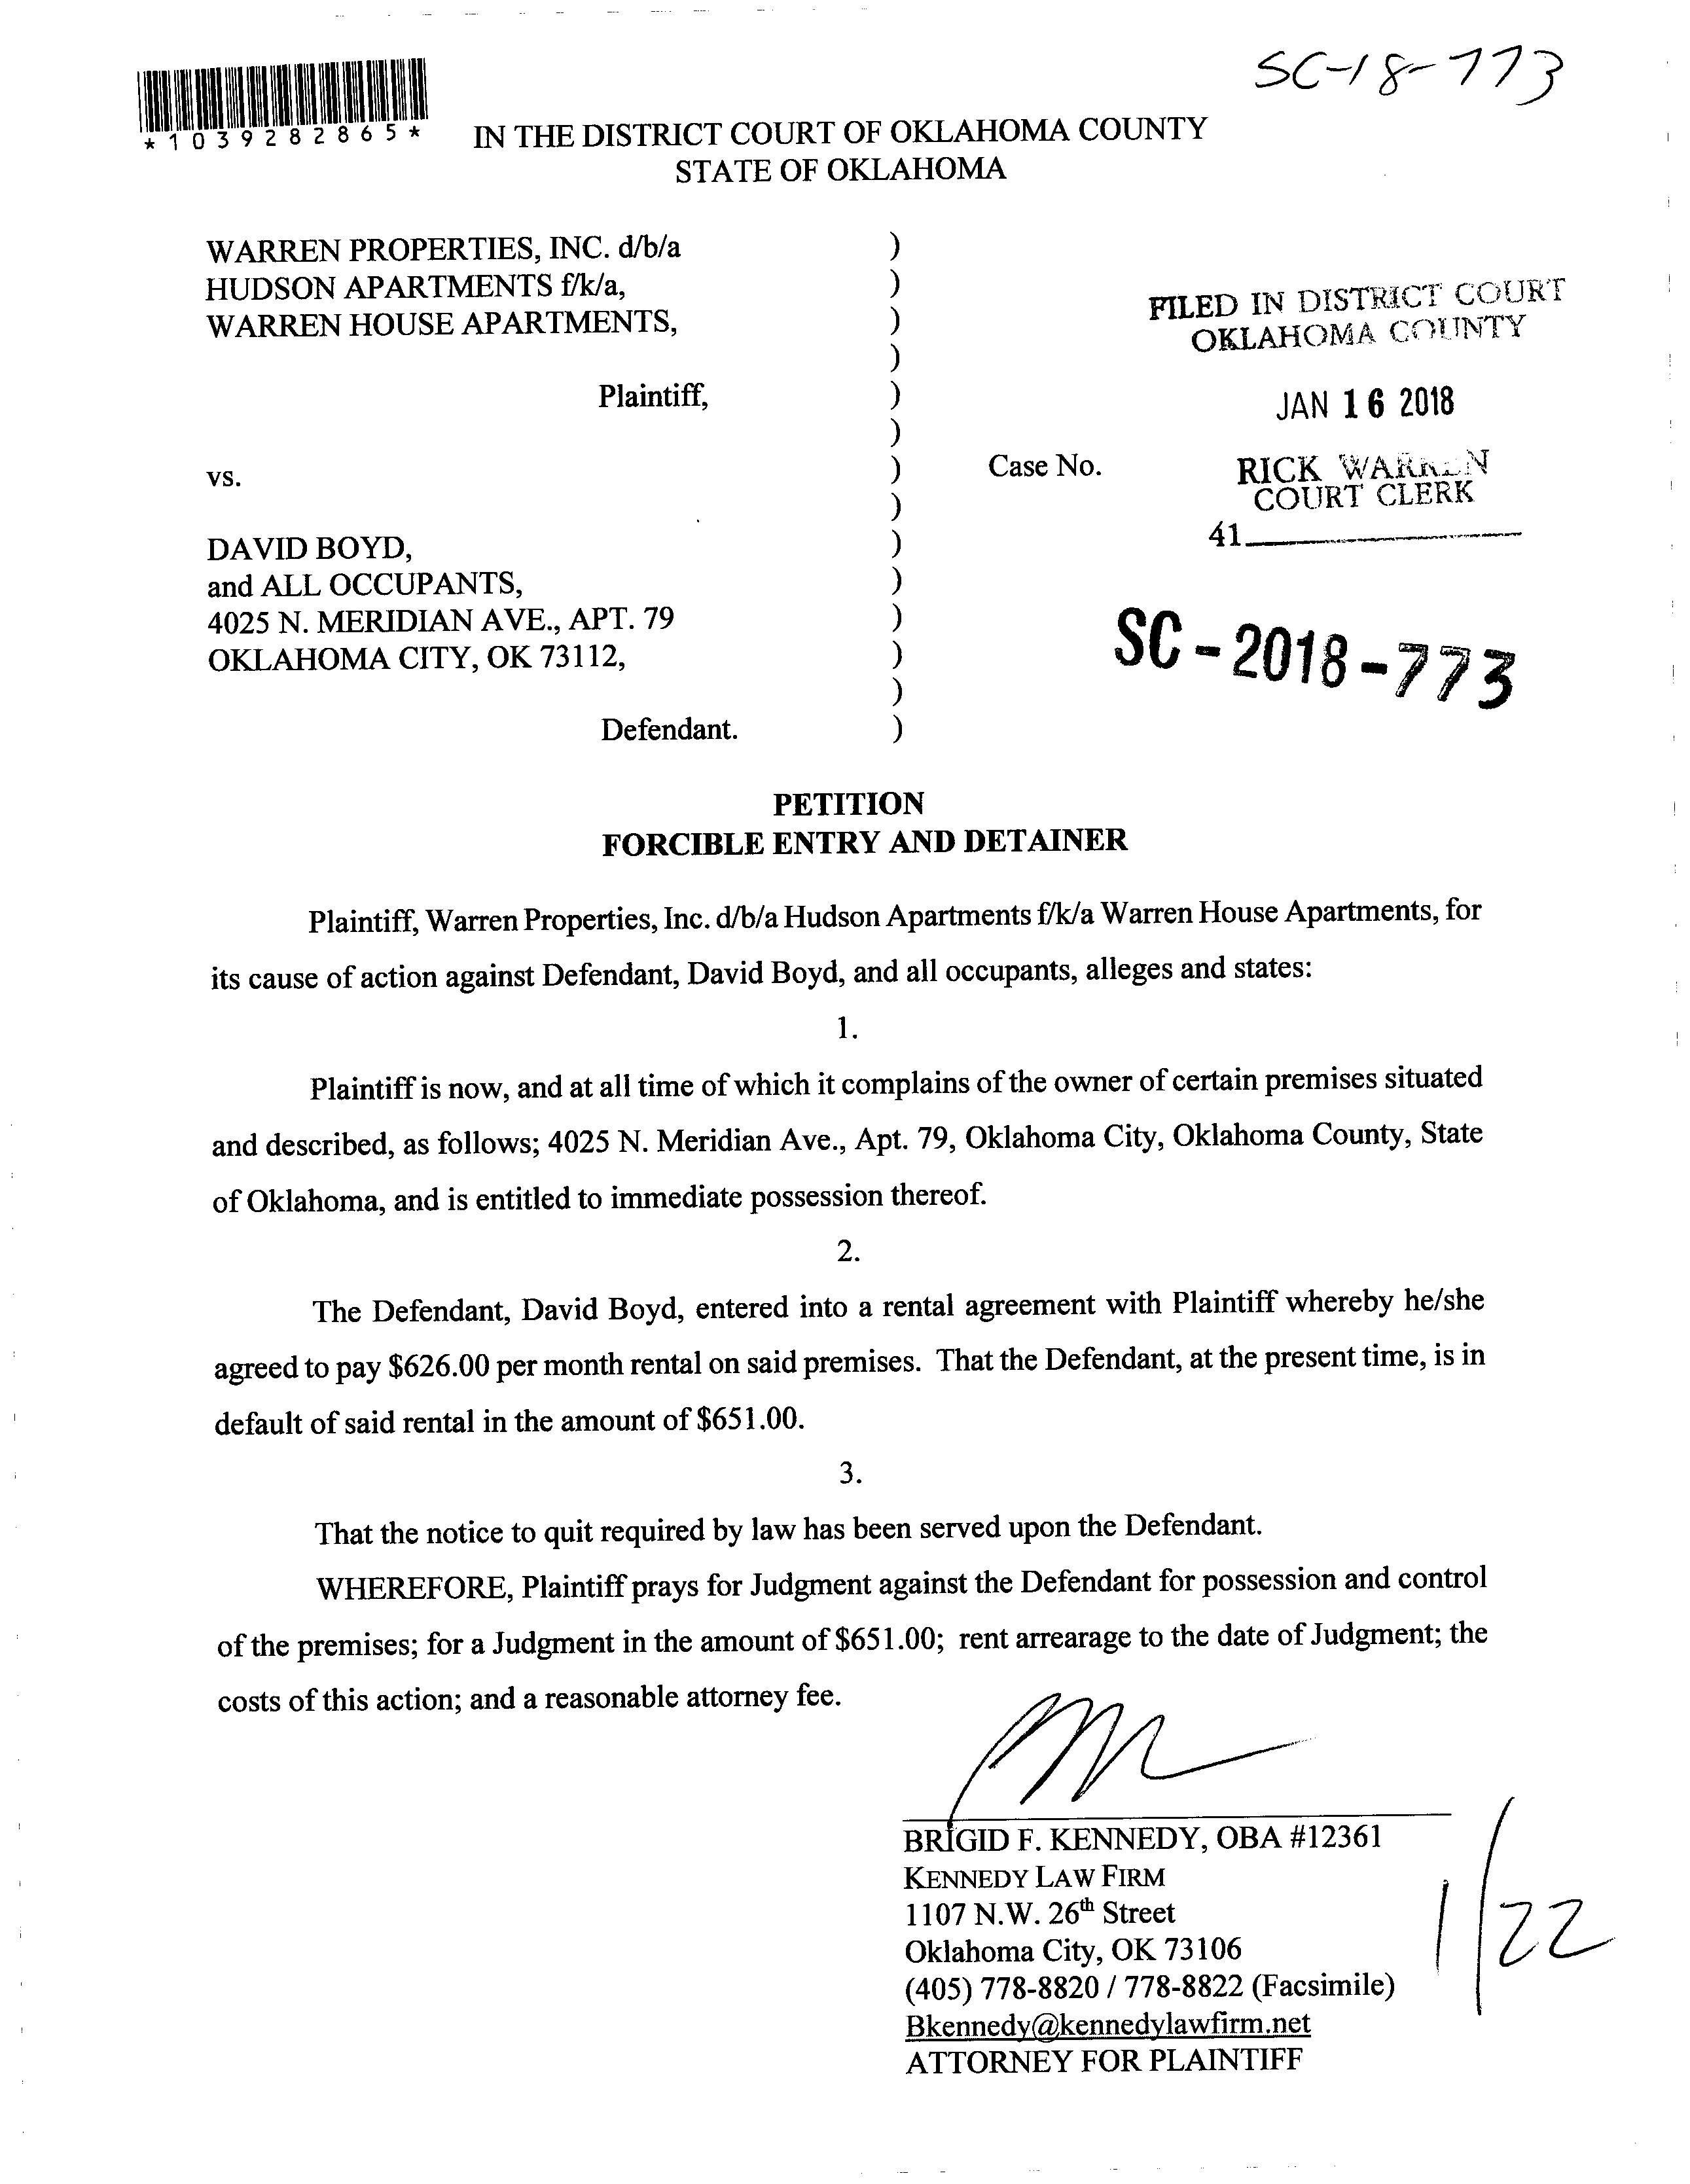 SC-18-773
*1039282865*
IN THE DISTRICT COURT OF OKLAHOMA COUNTY
STATE OF OKLAHOMA
WARREN PROPERTIES, INC. d/b/a )
HUDSON APARTMENTS f/k/a, )
WARREN HOUSE APARTMENTS, )
)
Plaintiff, )
)
vs. )
)
DAVID BOYD, )
and ALL OCCUPANTS, )
4025 N. MERIDIAN AVE., APT. 79 )
OKLAHOMA CITY, OK 73112, )
)
Defendant. )
FILED IN DISTRICT COURT
OKLAHOMA COUNTY
JAN 16 2018
Case No.
RICK WARREN
COURT CLERK
41
SC-2018-773
PETITION
FORCIBLE ENTRY AND DETAINER
Plaintiff, Warren Properties, Inc. d/b/a Hudson Apartments f/k/a Warren House Apartments, for
its cause of action against Defendant, David Boyd, and all occupants, alleges and states:
1.
Plaintiff is now, and at all time of which it complains of the owner of certain premises situated
and described, as follows; 4025 N. Meridian Ave., Apt. 79, Oklahoma City, Oklahoma County, State
of Oklahoma, and is entitled to immediate possession thereof.
2.
The Defendant, David Boyd, entered into a rental agreement with Plaintiff whereby he/she
agreed to pay $626.00 per month rental on said premises. That the Defendant, at the present time, is in
default of said rental in the amount of $651.00.
3.
That the notice to quit required by law has been served upon the Defendant.
WHEREFORE, Plaintiff prays for Judgment against the Defendant for possession and control
of the premises; for a Judgment in the amount of $651.00; rent arrearage to the date of Judgment; the
costs of this action; and a reasonable attorney fee.
BRIGID F. KENNEDY, OBA #12361
KENNEDY LAW FIRM
1107 N.W. 26th Street
Oklahoma City, OK 73106
(405) 778-8820 / 778-8822 (Facsimile)
Bkennedy@kennedylawfirm.net
ATTORNEY FOR PLAINTIFF
1/22